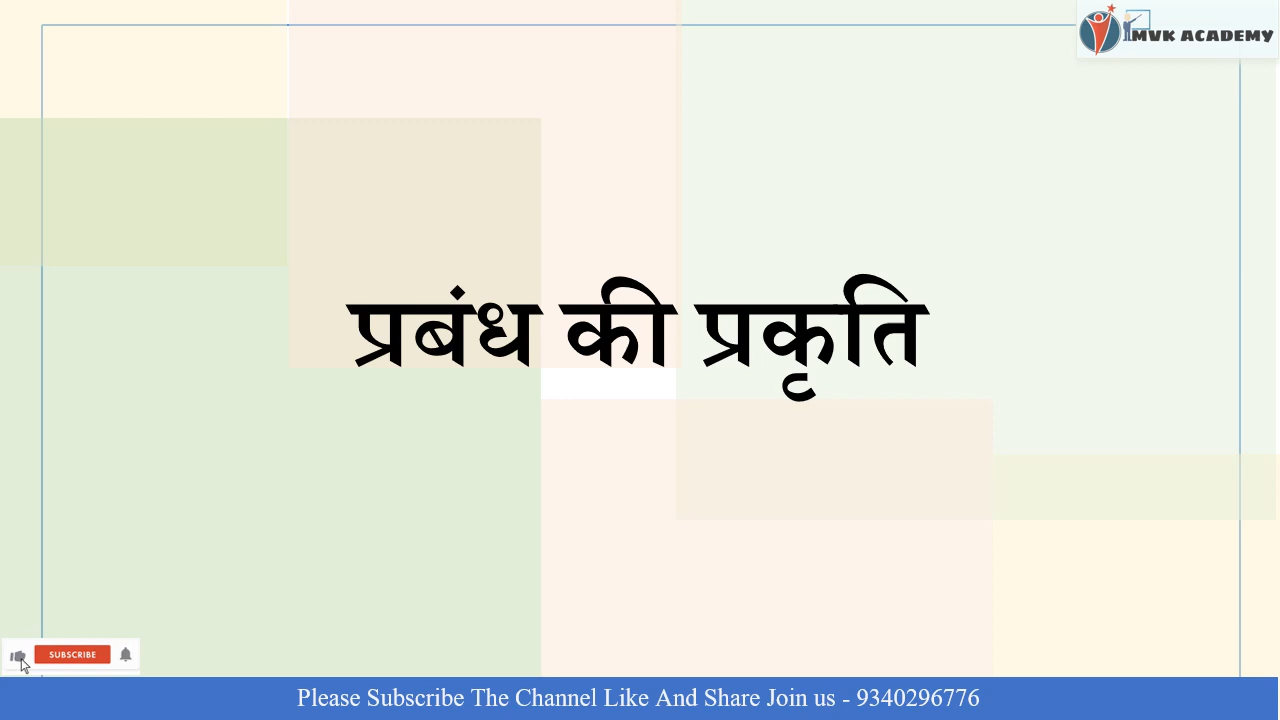 MVK ACADEMY
प्रबंध की प्रकृति
SUBSCRIBE
Please Subscribe The Channel Like And Share Join us - 9340296776